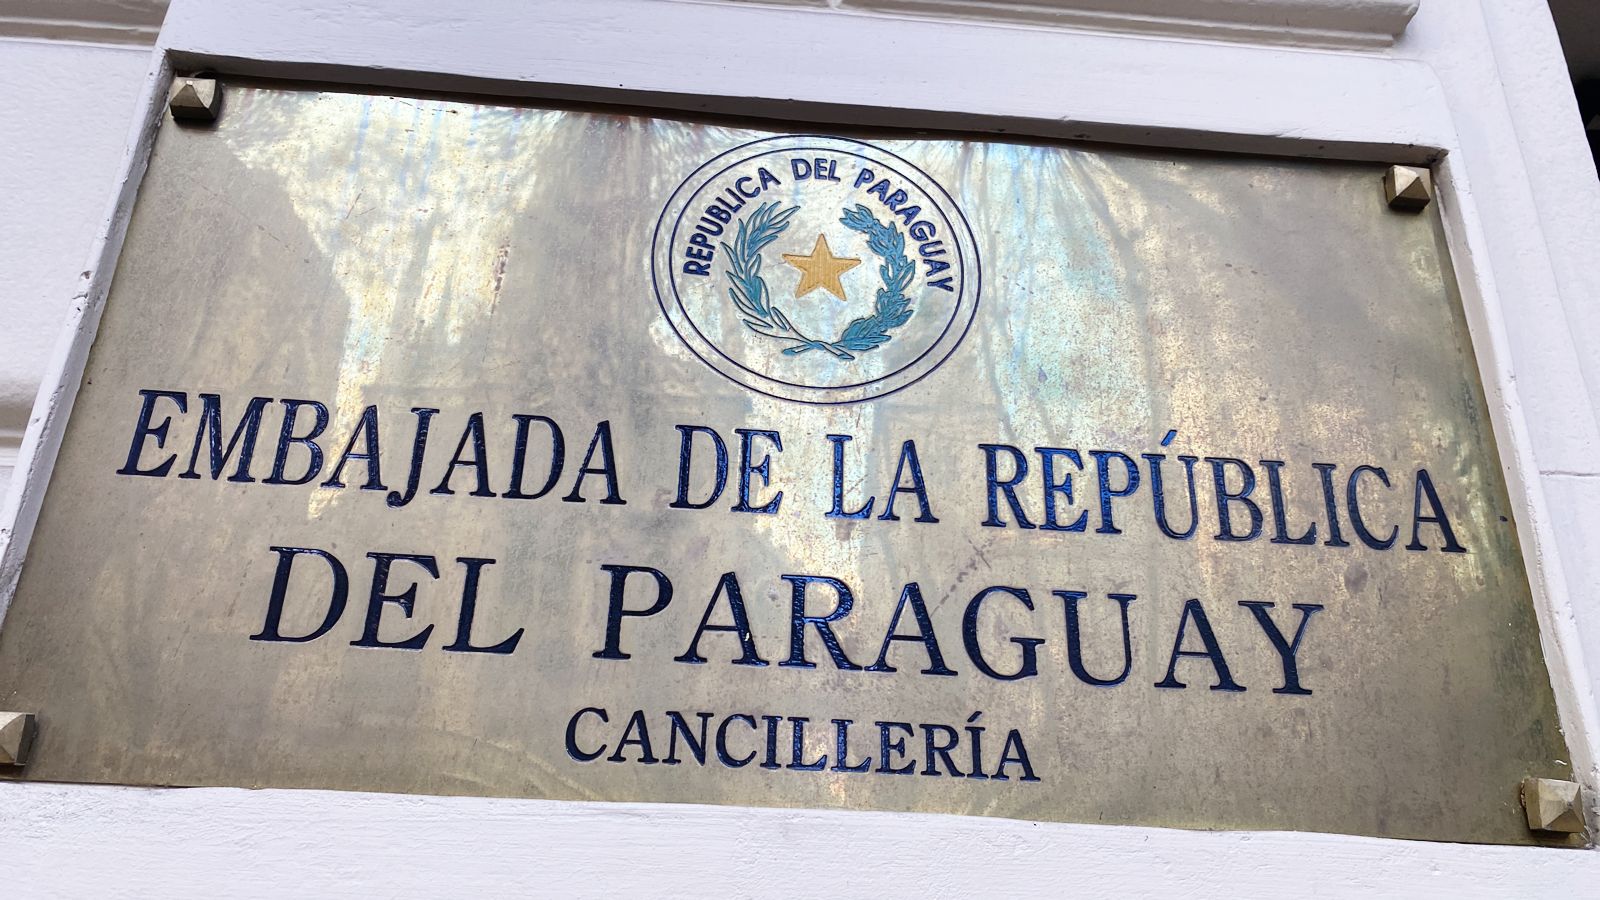 REPUBLICA DEL PARAGUAY
EMBAJADA DE LA REPÚBLICA
DEL PARAGUAY
CANCILLERÍA